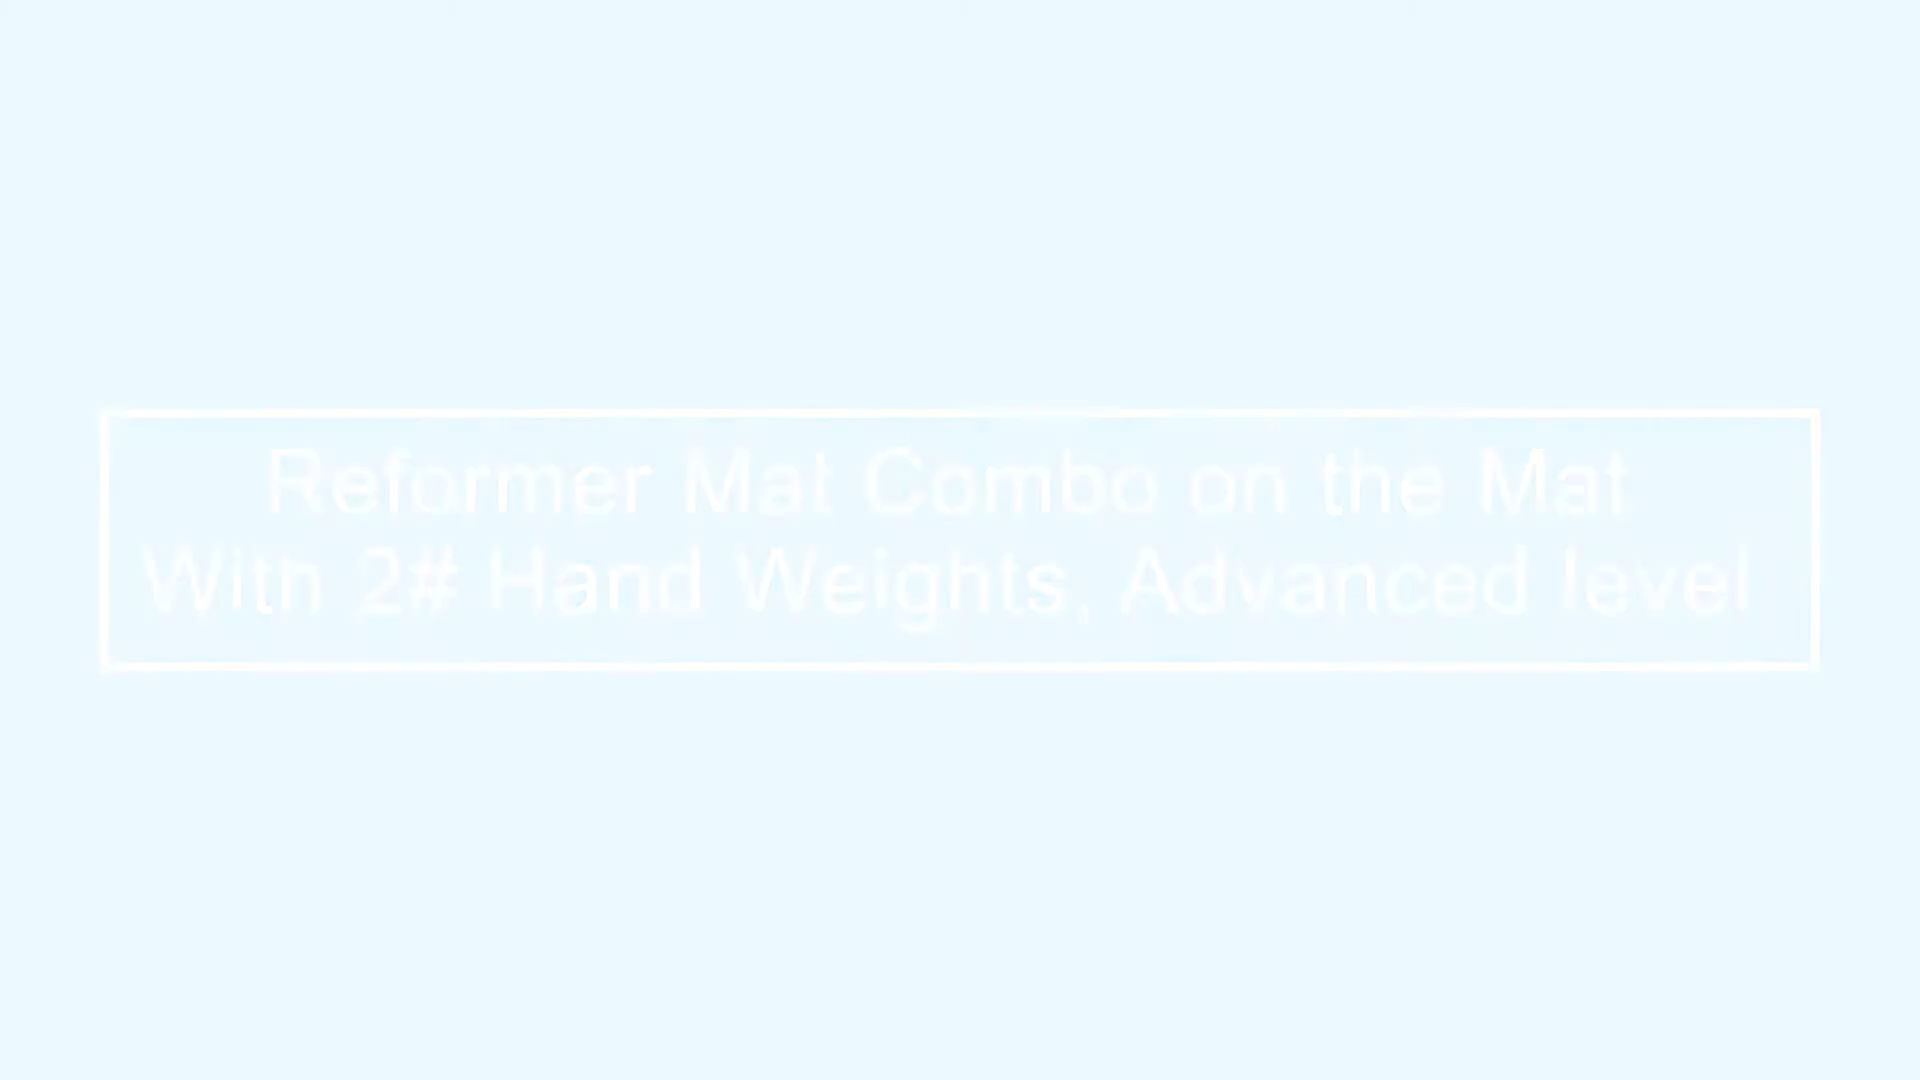 Reformer Mat Combo on the Mat
With 2# Hand Weights, Advanced level